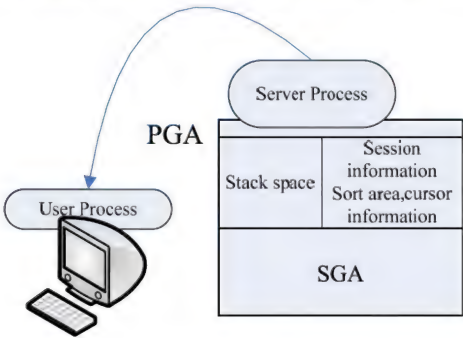 Server Process
PGA
Stack space
Session
information
Sort area,cursor
information
User Process
SGA